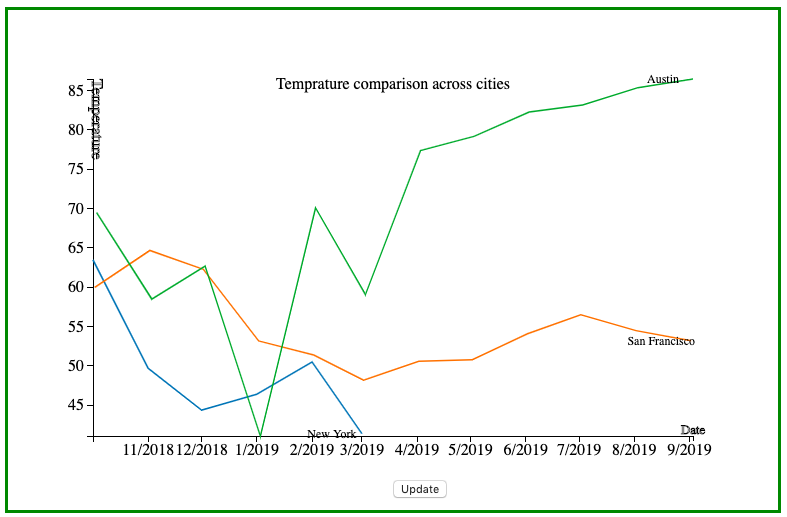 Temprature comparison across cities
Temperature
85
80
75
70
65
60
55
50
45
Austin
San Francisco
New York
Date
11/2018 12/2018 1/2019 2/2019 3/2019 4/2019 5/2019 6/2019 7/2019 8/2019 9/2019
Update